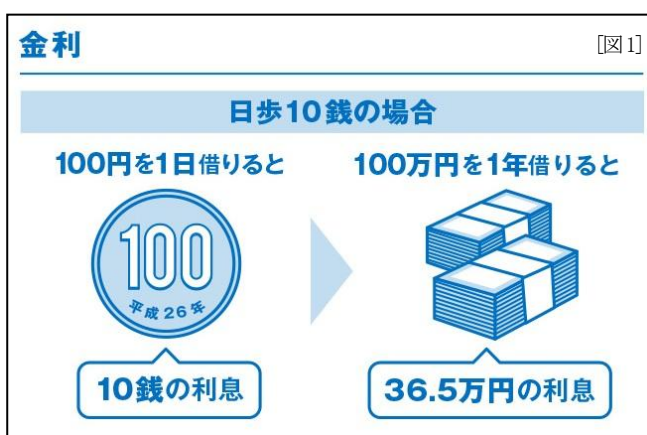 金利
[図1]
日歩10銭の場合
100円を1日借りると
100
平成26年
10銭の利息
100万円を1年借りると
36.5万円の利息